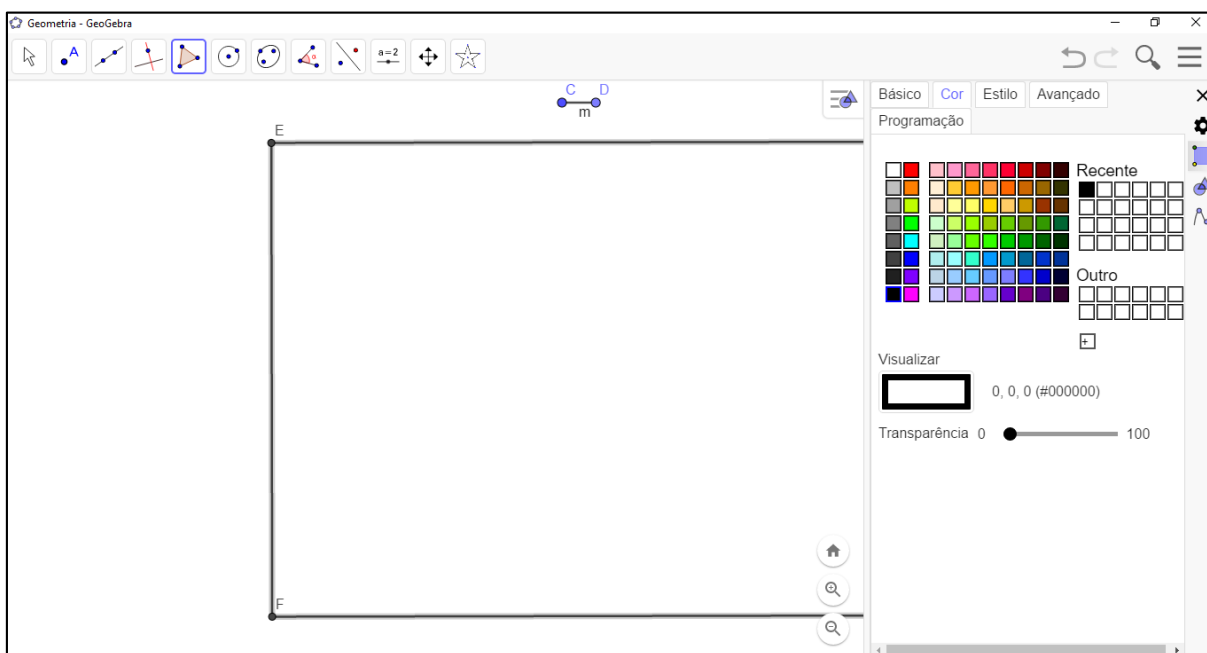 Geometria - GeoGebra
A
α
a=2
C D
m
E
F
Básico Cor Estilo Avançado
Programação
Recente
Outro
+
Visualizar
0, 0, 0 (#000000)
Transparência 0 100